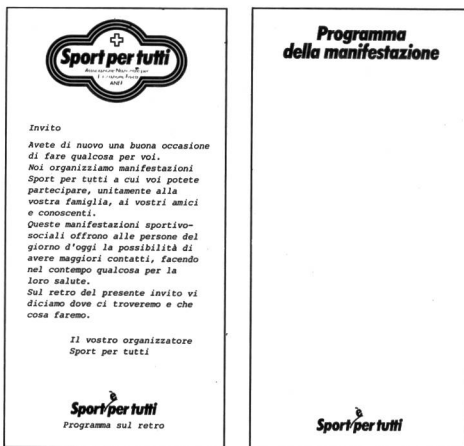 Sport per tutti
ANEF
Invito
Avete di nuovo una buona occasione
di fare qualcosa per voi.
Noi organizziamo manifestazioni
Sport per tutti a cui voi potete
partecipare, unitamente alla
vostra famiglia, ai vostri amici
e conoscenti.
Queste manifestazioni sportivo-
sociali offrono alle persone del
giorno d'oggi la possibilità di
avere maggiori contatti, facendo
nel contempo qualcosa per la
loro salute.
Sul retro del presente invito vi
diciamo dove ci troveremo e che
cosa faremo.
Il vostro organizzatore
Sport per tutti
Sport è per tutti
Programma sul retro
Programma
della manifestazione
Sport è per tutti